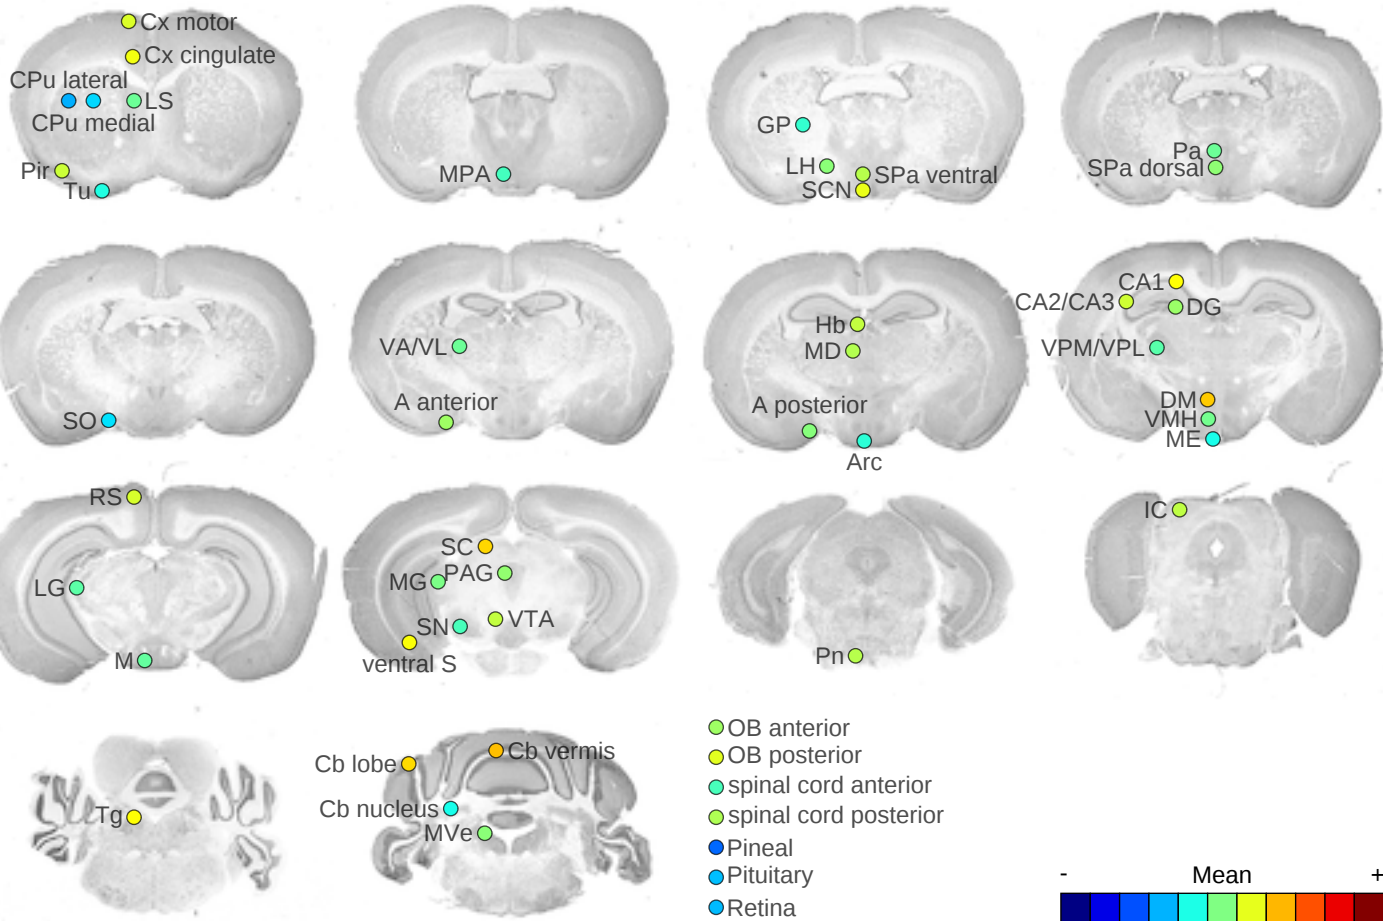 Cx motor
Cx cingulate
CPu lateral
LS
CPu medial
Pir
Tu
MPA
GP
LH
SPa ventral
SCN
Pa
SPa dorsal
SO
VA/VL
A anterior
Hb
MD
A posterior
Arc
CA1
CA2/CA3
DG
VPM/VPL
DM
VMH
ME
RS
LG
M
SC
PAG
MG
VTA
SN
ventral S
Pn
IC
Tg
Cb vermis
Cb lobe
Cb nucleus
MVe
OB anterior
OB posterior
spinal cord anterior
spinal cord posterior
Pineal
Pituitary
Retina
- Mean +